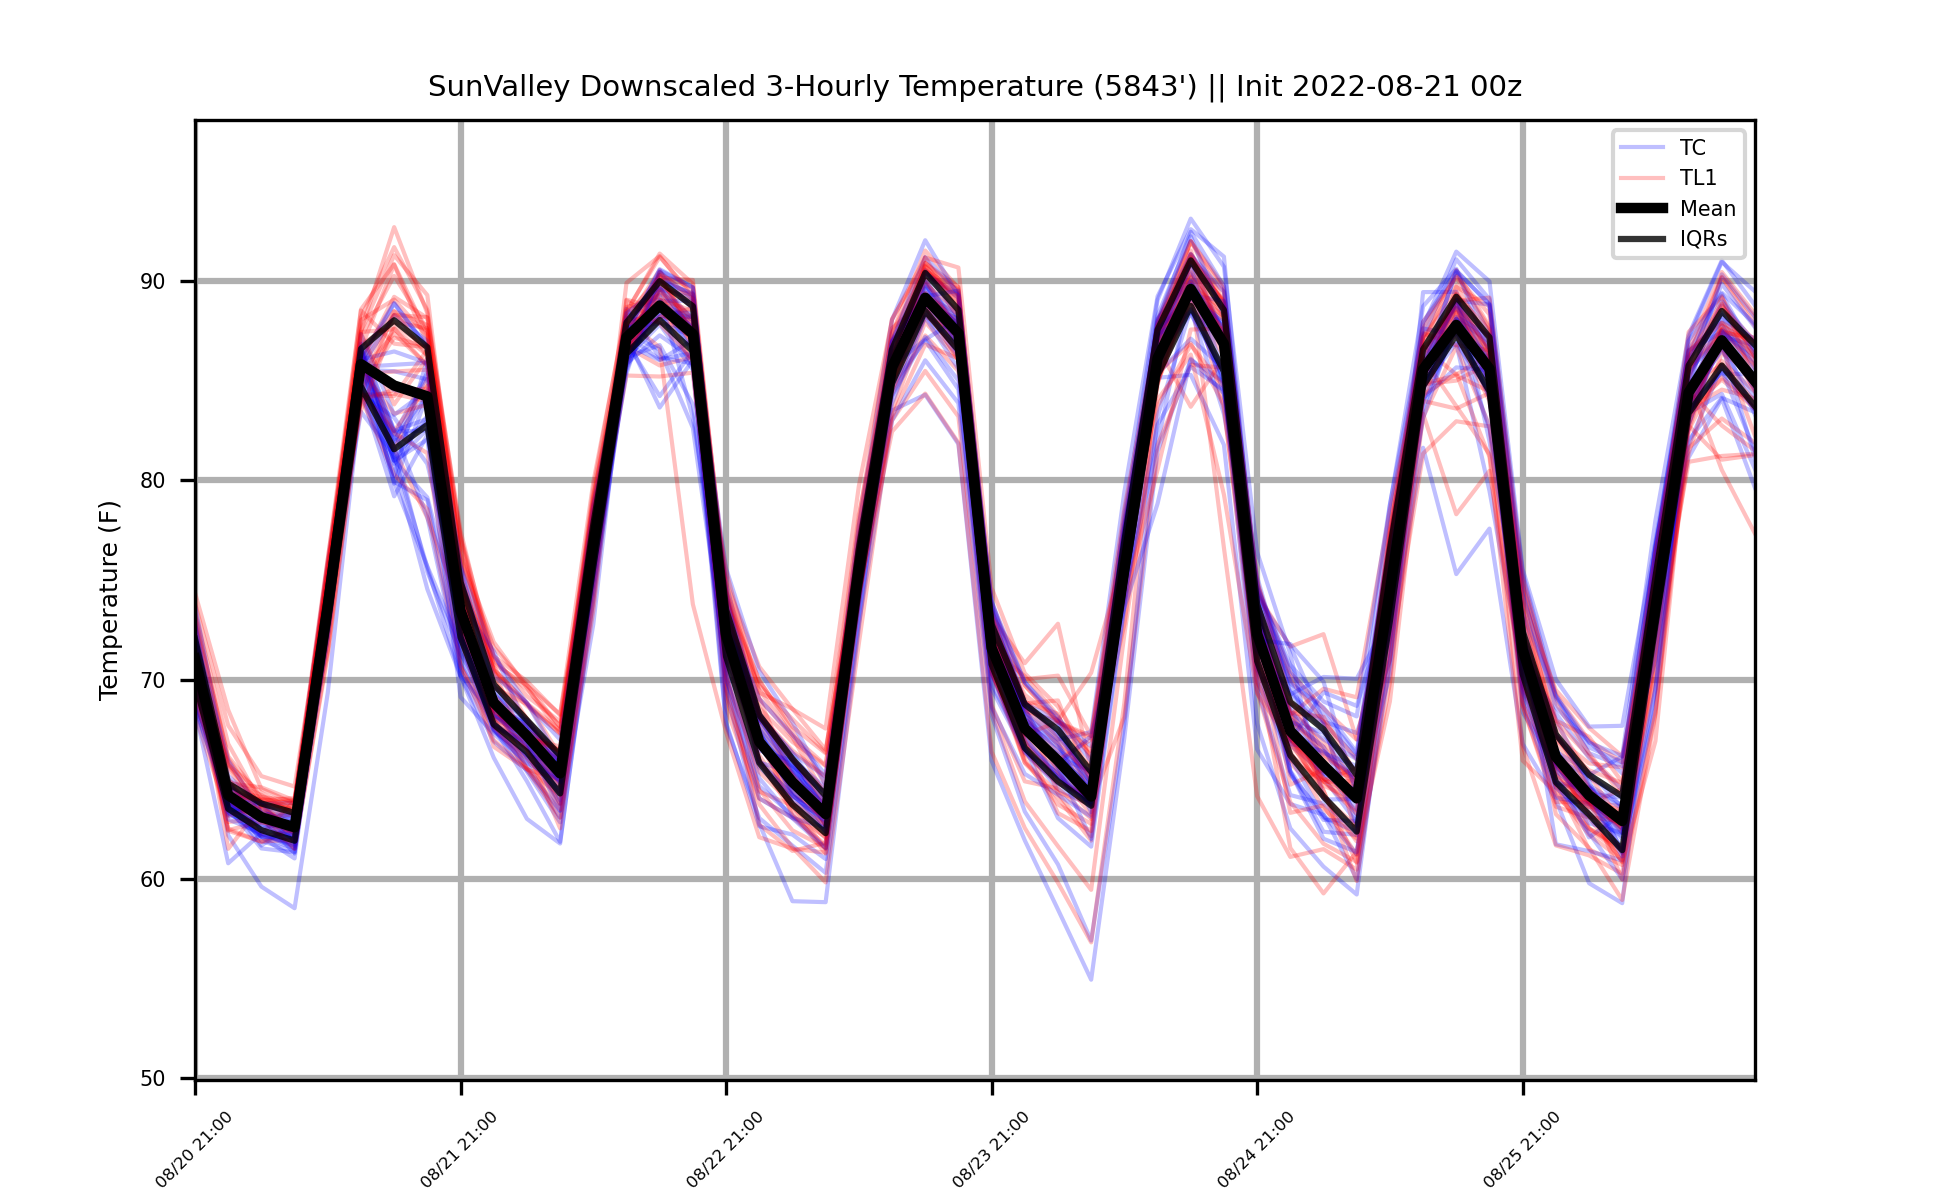 SunValley Downscaled 3-Hourly Temperature (5843') || Init 2022-08-21 00z
TC
TL1
Mean
IQRs
Temperature (F)
90
80
70
60
50
08/20 21:00
08/21 21:00
08/22 21:00
08/23 21:00
08/24 21:00
08/25 21:00